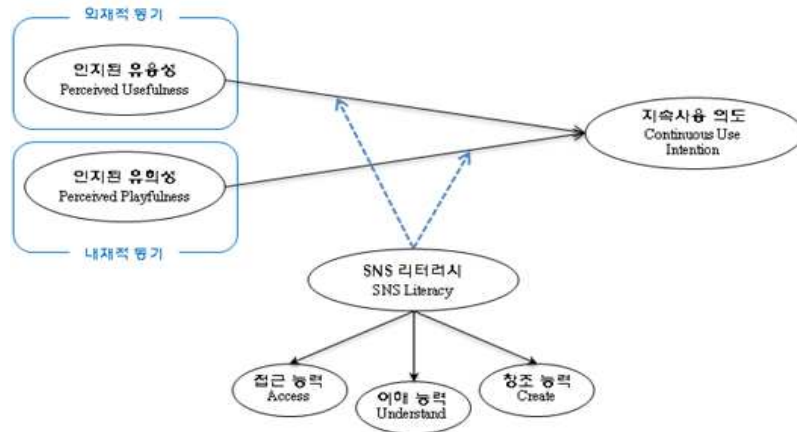 외재적 동기
인지된 유용성
Perceived Usefulness
지속사용 의도
Continuous Use
Intention
인지된 유희성
Perceived Playfulness
내재적 동기
SNS 리터러시
SNS Literacy
접근 능력
Access
이해 능력
Understand
창조 능력
Create